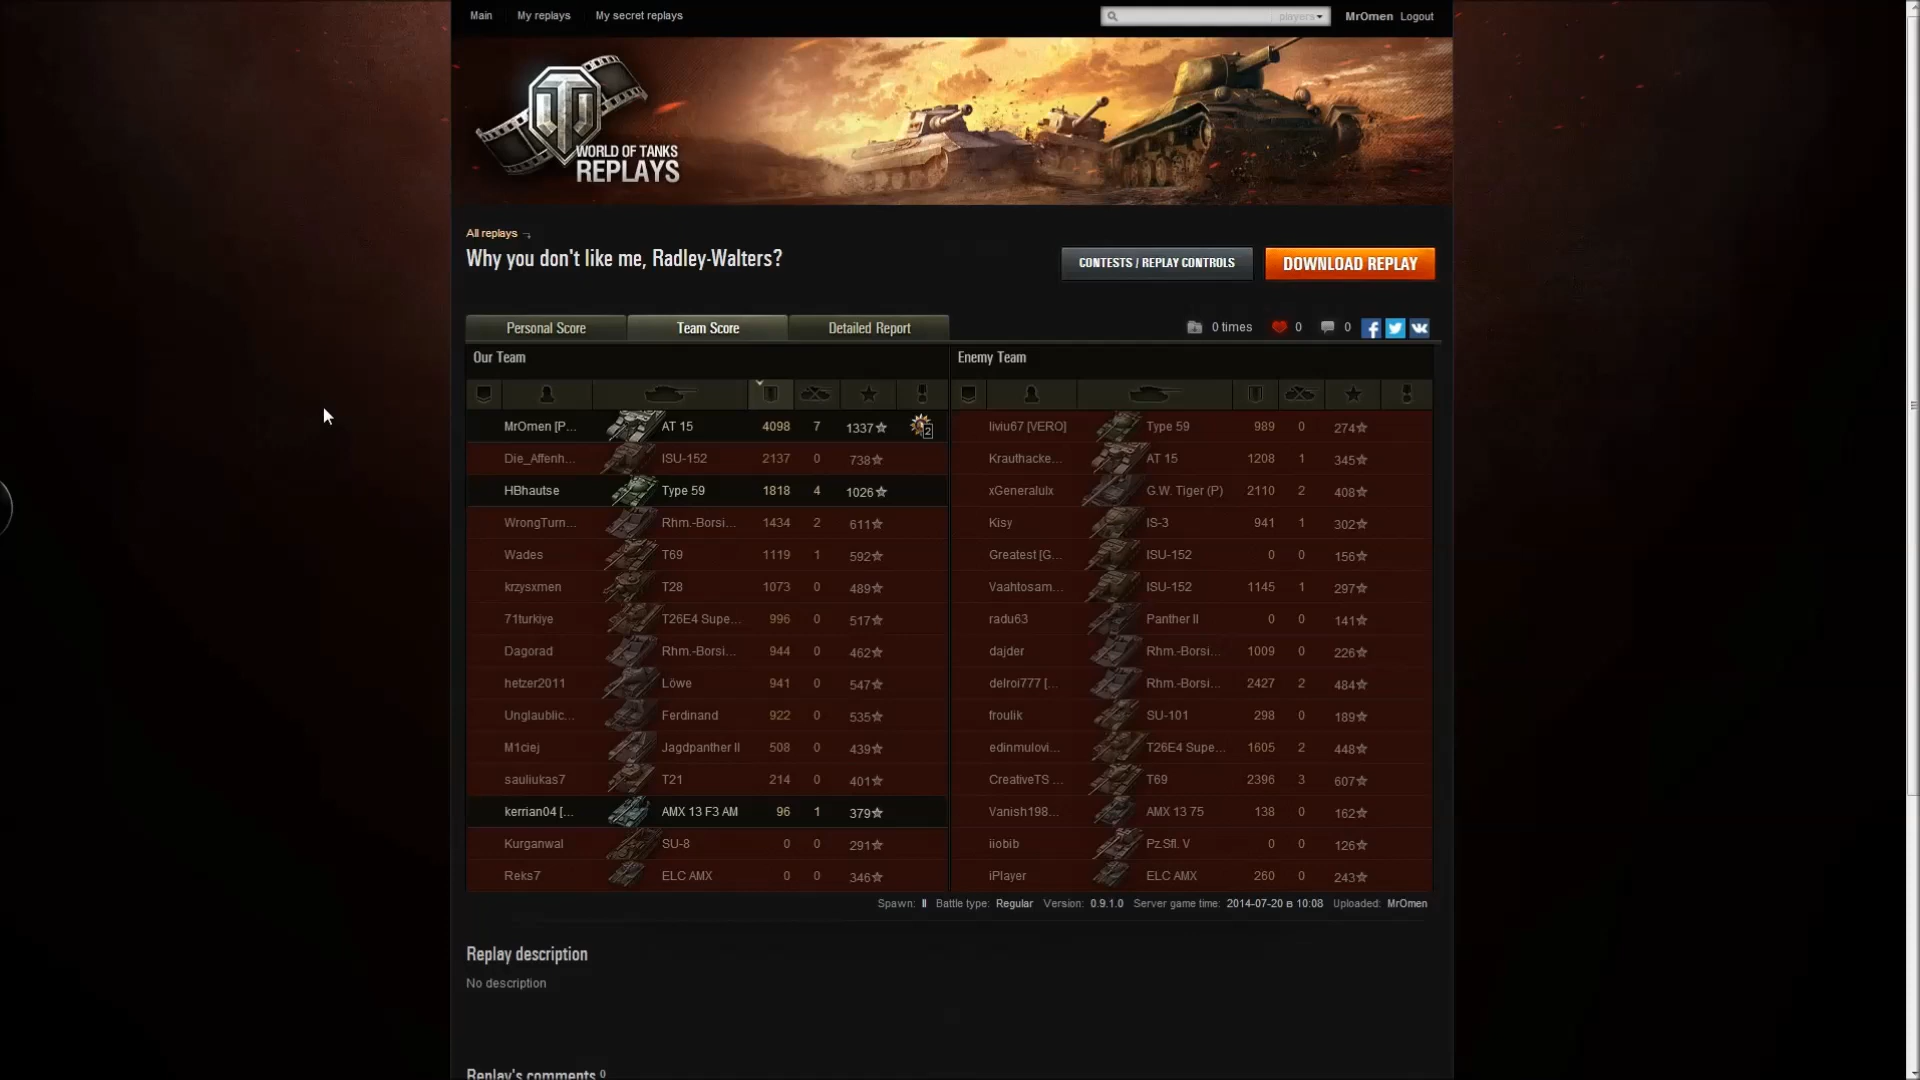 Main My replays My secret replays players MrOmen Logout
WORLD OF TANKS
REPLAYS
All replays
Why you don't like me, Radley-Walters?
CONTESTS / REPLAY CONTROLS DOWNLOAD REPLAY
Personal Score Team Score Detailed Report 0 times 0 0
Our Team Enemy Team
MrOmen [P... AT 15 4098 7 1337 2 liviu67 [VERO] Type 59 989 0 274
Die_Affenh... ISU-152 2137 0 738 Krauthacke... AT 15 1208 1 345
HBhautse Type 59 1818 4 1026 xGeneralulx G.W. Tiger (P) 2110 2 408
WrongTurn... Rhm.-Borsi... 1434 2 611 Kisy IS-3 941 1 302
Wades T69 1119 1 592 Greatest [G... ISU-152 0 0 156
krzysxmen T28 1073 0 489 Vaahtosam... ISU-152 1145 1 297
71turkiye T26E4 Supe... 996 0 517 radu63 Panther II 0 0 141
Dagorad Rhm.-Borsi... 944 0 462 dajder Rhm.-Borsi... 1009 0 226
hetzer2011 Löwe 941 0 547 delroi777 [... Rhm.-Borsi... 2427 2 484
Unglaublic... Ferdinand 922 0 535 froulik SU-101 298 0 189
M1ciej Jagdpanther II 508 0 439 edinmulovi... T26E4 Supe... 1605 2 448
sauliukas7 T21 214 0 401 CreativeTS ... T69 2396 3 607
kerrian04 [... AMX 13 F3 AM 96 1 379 Vanish198... AMX 13 75 138 0 162
Kurganwal SU-8 0 0 291 iiobib Pz.Sfl. V 0 0 126
Reks7 ELC AMX 0 0 346 iPlayer ELC AMX 260 0 243
Spawn: II Battle type: Regular Version: 0.9.1.0 Server game time: 2014-07-20 в 10:08 Uploaded: MrOmen
Replay description
No description
Replay's comments 0